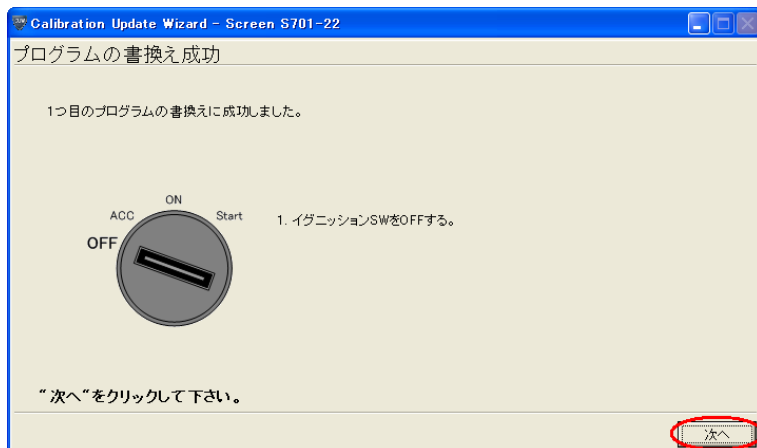 Calibration Update Wizard - Screen S701-22
プログラムの書換え成功
1つ目のプログラムの書換えに成功しました。
ON
ACC
Start
OFF
1. イグニッションSWをOFFする。
“次へ“をクリックして下さい。
次へ